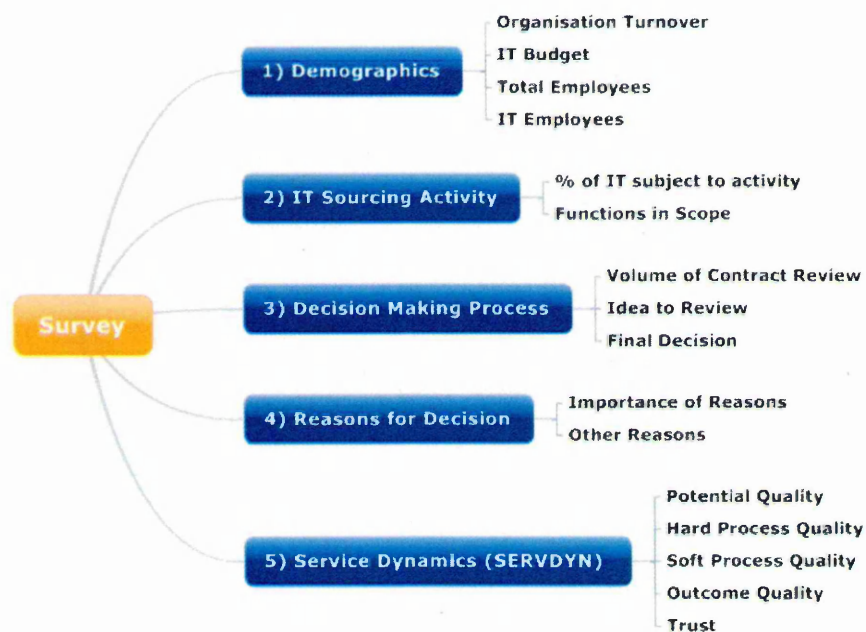 Survey
1) Demographics
Organisation Turnover
IT Budget
Total Employees
IT Employees
2) IT Sourcing Activity
% of IT subject to activity
Functions in Scope
3) Decision Making Process
Volume of Contract Review
Idea to Review
Final Decision
4) Reasons for Decision
Importance of Reasons
Other Reasons
5) Service Dynamics (SERVDYN)
Potential Quality
Hard Process Quality
Soft Process Quality
Outcome Quality
Trust